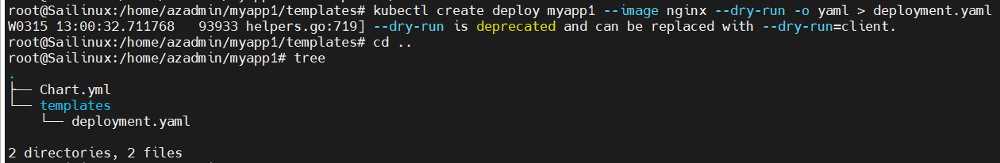 root@Sailinux:/home/azadmin/myapp1/templates# kubectl create deploy myapp1 --image nginx --dry-run -o yaml > deployment.yaml
W0315 13:00:32.711768   93933 helpers.go:719] --dry-run is deprecated and can be replaced with --dry-run=client.
root@Sailinux:/home/azadmin/myapp1/templates# cd ..
root@Sailinux:/home/azadmin/myapp1# tree
.
├── Chart.yml
└── templates
    └── deployment.yaml
2 directories, 2 files